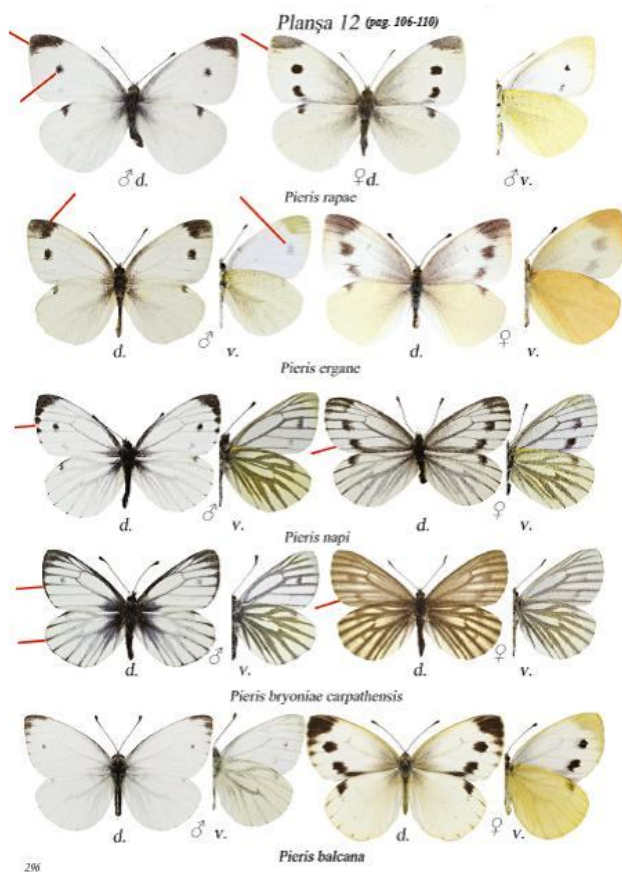 Planșa 12 (pag. 106-110)
♂ d. ♀ d. ♂ v.
Pieris rapae
d. ♂ v. d. ♀ v.
Pieris ergane
d. ♂ v. d. ♀ v.
Pieris napi
d. ♂ v. d. ♀ v.
Pieris bryoniae carpathensis
d. ♂ v. d. ♀ v.
Pieris balcana
296